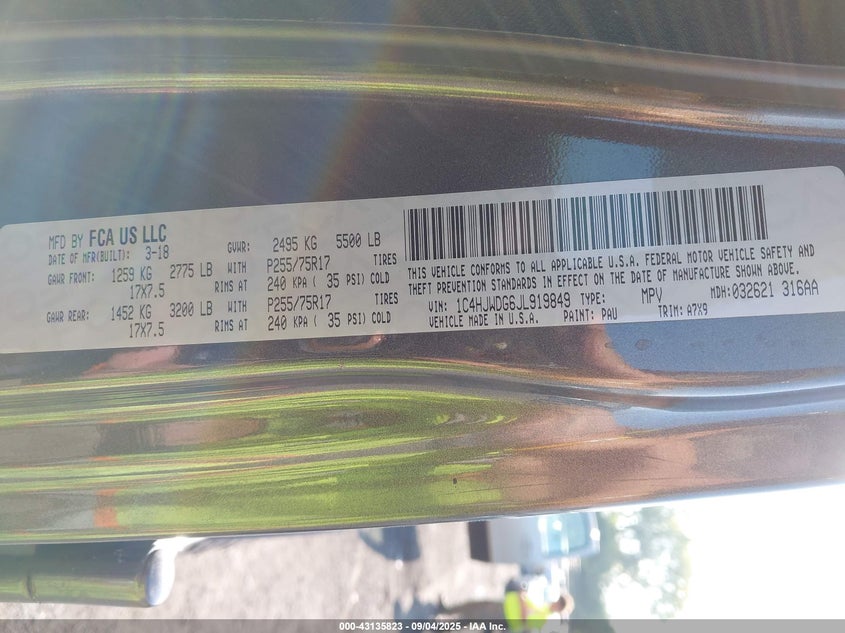 MFD BY FCA US LLC
DATE OF MFR(BUILT): 3-18 GVWR: 2495 KG 5500 LB
GAWR FRONT: 1259 KG 2775 LB WITH P255/75R17 TIRES
17X7.5 RIMS AT 240 KPA ( 35 PSI) COLD
GAWR REAR: 1452 KG 3200 LB WITH P255/75R17 TIRES
17X7.5 RIMS AT 240 KPA ( 35 PSI) COLD
THIS VEHICLE CONFORMS TO ALL APPLICABLE U.S.A. FEDERAL MOTOR VEHICLE SAFETY AND
THEFT PREVENTION STANDARDS IN EFFECT ON THE DATE OF MANUFACTURE SHOWN ABOVE.
VIN: 1C4HJWDG6JL919849 TYPE: MPV MDH: 032621 316AA
VEHICLE MADE IN U.S.A. PAINT: PAU TRIM: A7X9
000-43135823 - 09/04/2025 - IAA Inc.